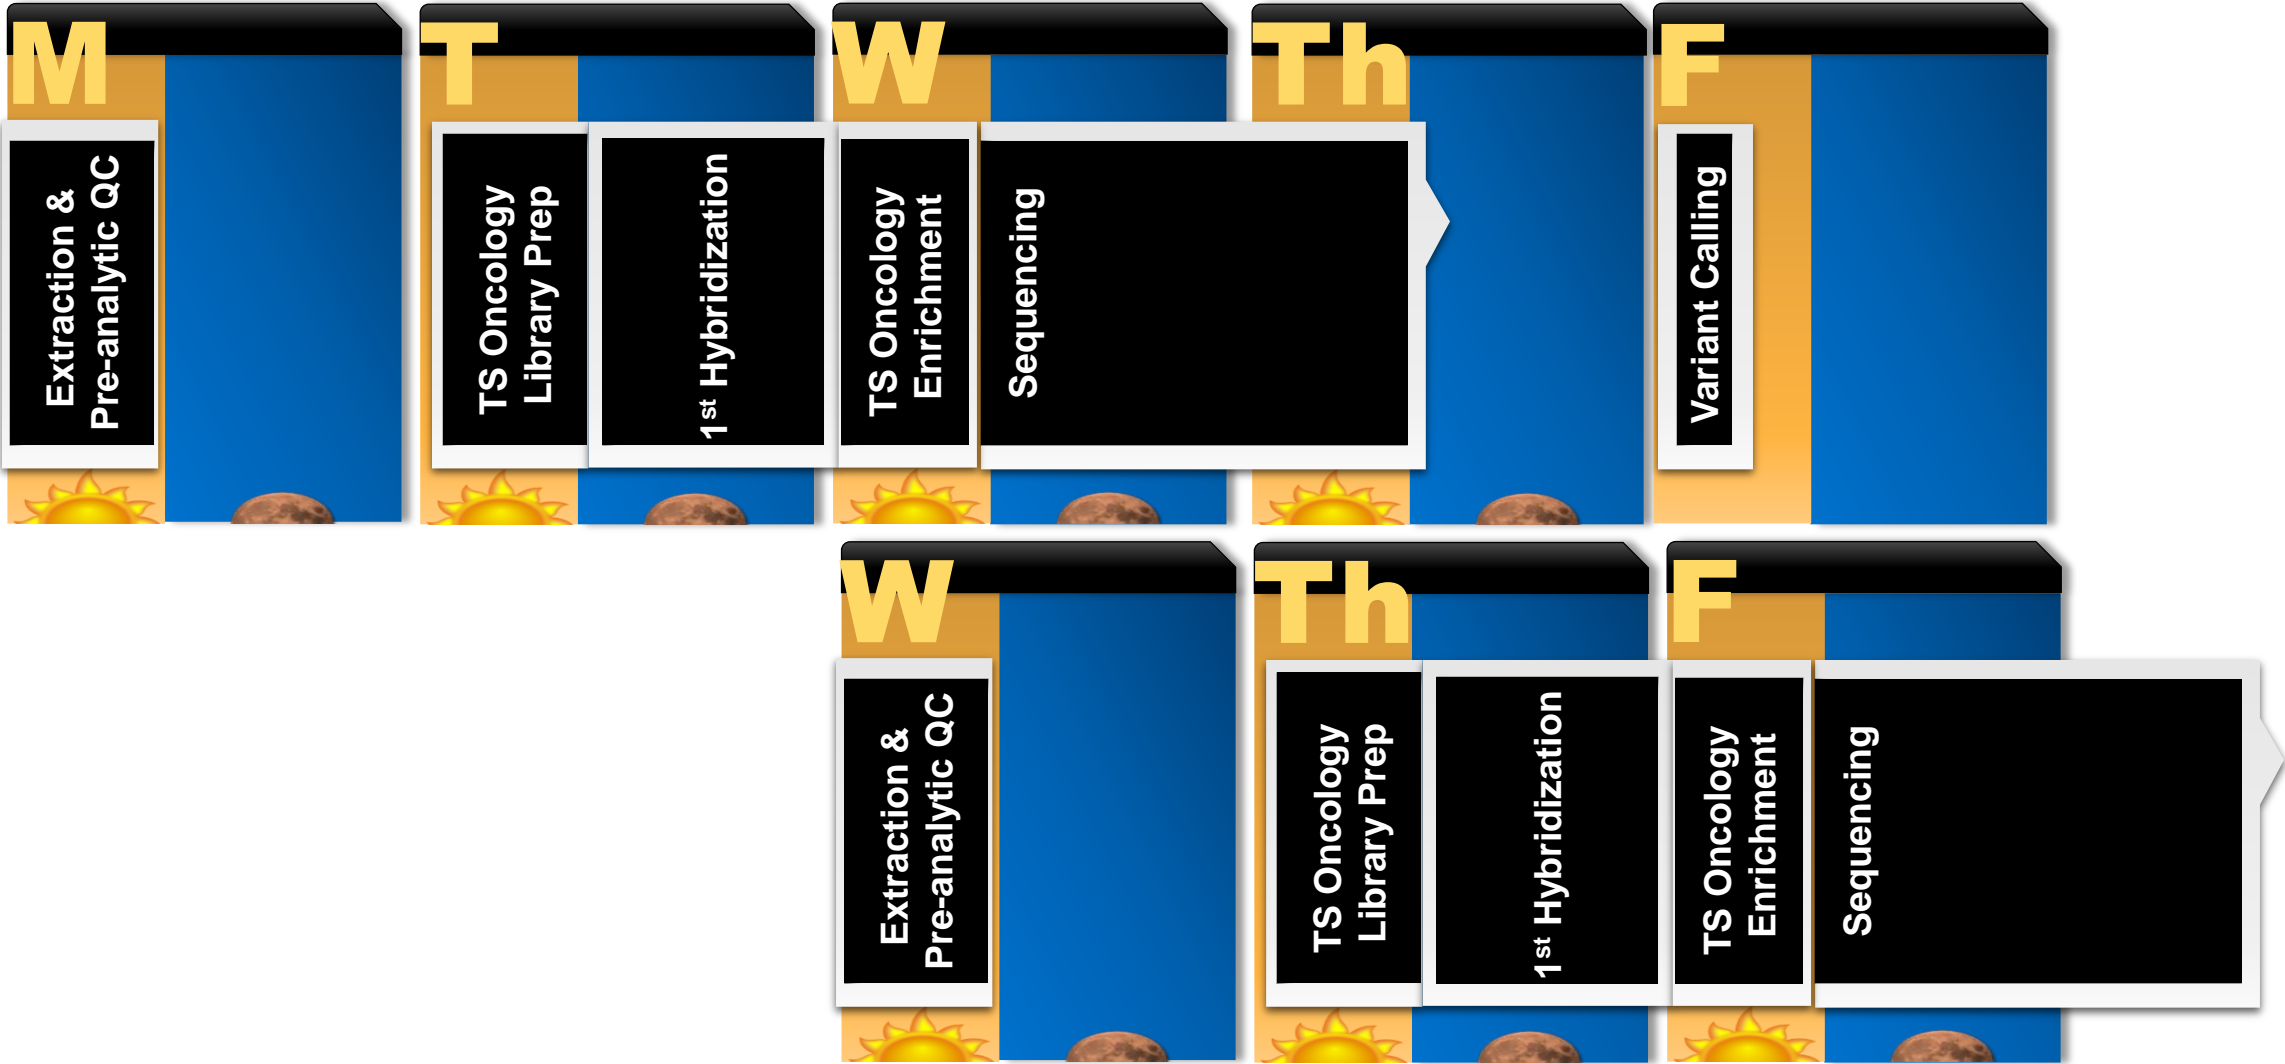 M
T
W
Th
F
Extraction &
Pre-analytic QC
TS Oncology
Library Prep
1st Hybridization
TS Oncology
Enrichment
Sequencing
Variant Calling
W
Th
F
Extraction &
Pre-analytic QC
TS Oncology
Library Prep
1st Hybridization
TS Oncology
Enrichment
Sequencing